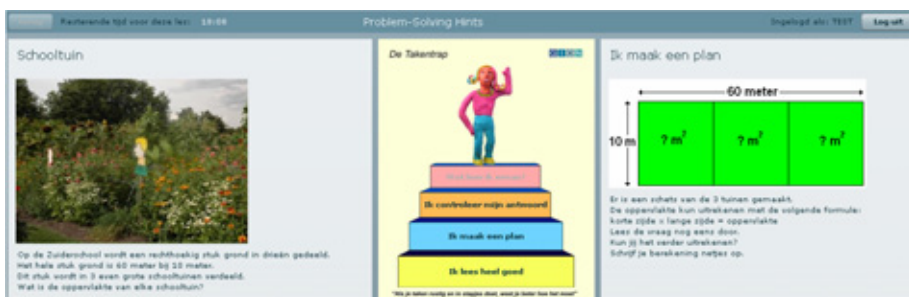 Resterende tijd voor deze les:
Problem-Solving Hints
Ingelogd als: TEST
Log uit
Schooltuin
Op de Zuiderschool wordt een rechthoekig stuk grond in drieën gedeeld.
Het hele stuk grond is 60 meter bij 10 meter.
Dit stuk wordt in 3 even grote schooltuinen verdeeld.
Wat is de oppervlakte van elke schooltuin?
De Takentrap
Ik controleer mijn antwoord
Ik maak een plan
Ik lees heel goed
Ik maak een plan
60 meter
10 m
? m²
? m²
? m²
Er is een schets van de 3 tuinen gemaakt.
De oppervlakte kun uitrekenen met de volgende formule:
korte zijde x lange zijde = oppervlakte
Lees de vraag nog eens door.
Kun jij het verder uitrekenen?
Schrijf je berekening netjes op.